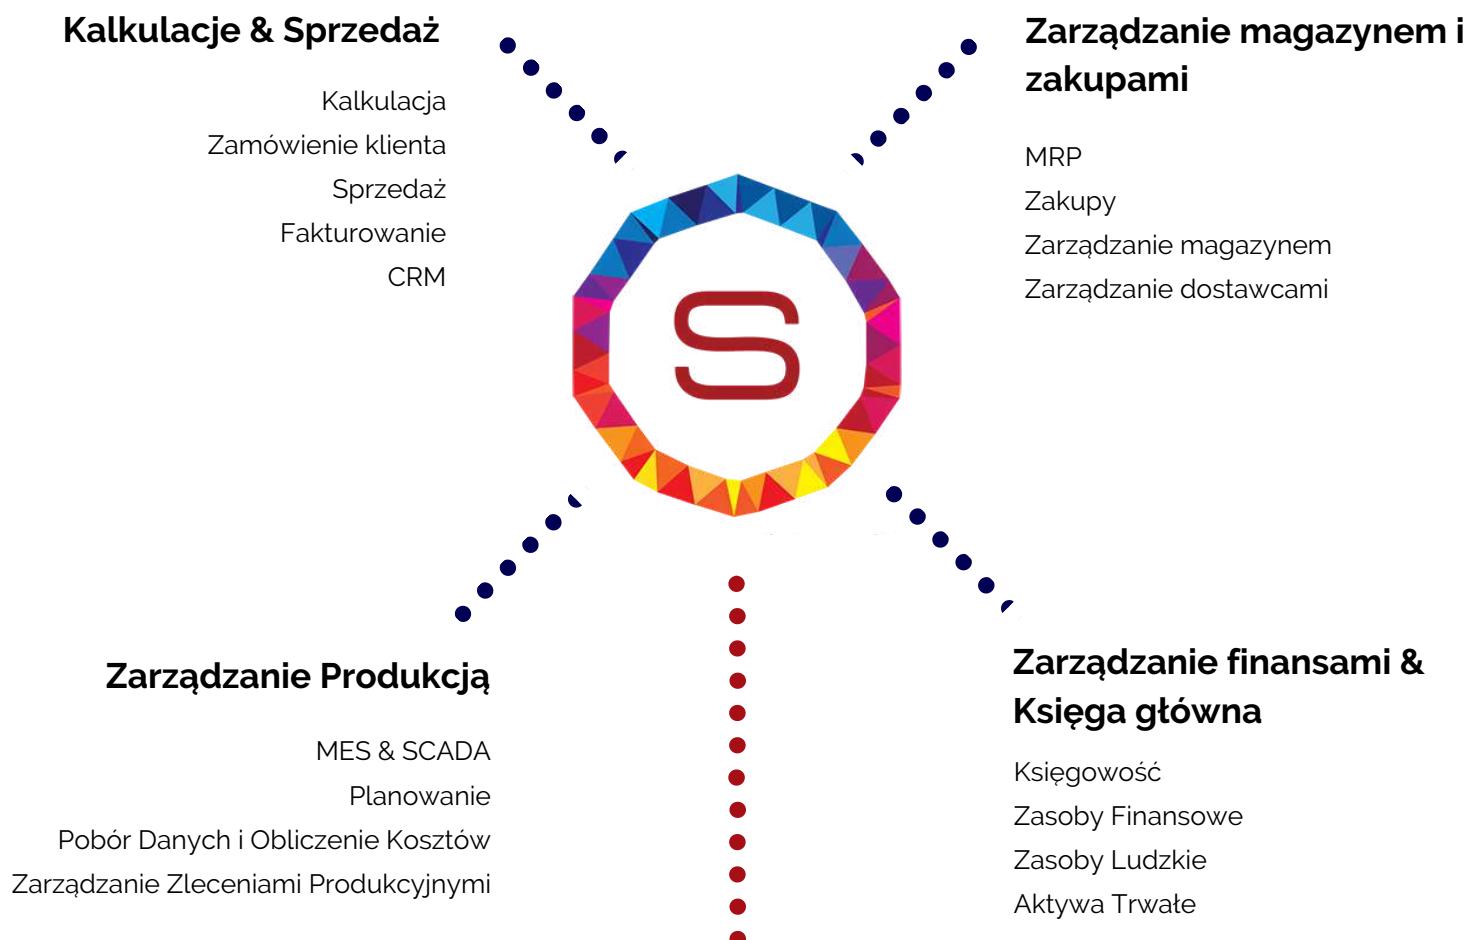 Kalkulacje & Sprzedaż
Kalkulacja
Zamówienie klienta
Sprzedaż
Fakturowanie
CRM
Zarządzanie magazynem i
zakupami
MRP
Zakupy
Zarządzanie magazynem
Zarządzanie dostawcami
S
Zarządzanie Produkcją
MES & SCADA
Planowanie
Pobór Danych i Obliczenie Kosztów
Zarządzanie Zleceniami Produkcyjnymi
Zarządzanie finansami &
Księga główna
Księgowość
Zasoby Finansowe
Zasoby Ludzkie
Aktywa Trwałe